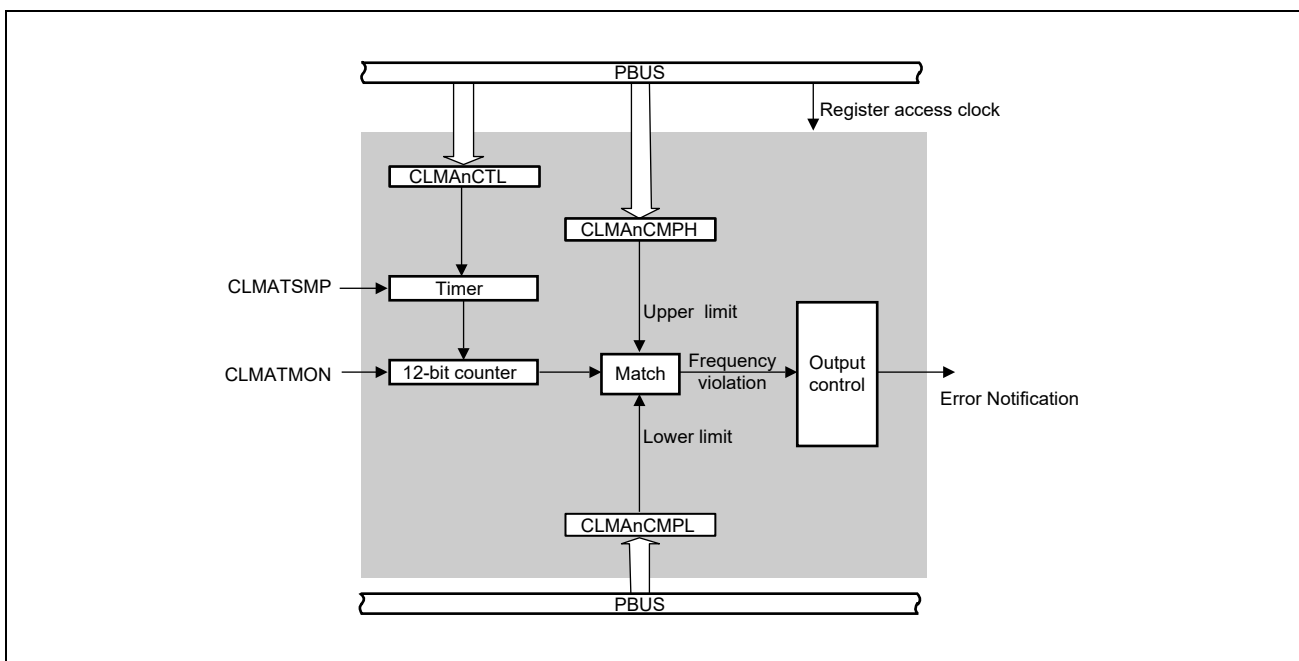 PBUS
Register access clock
CLMAnCTL
CLMAnCMPH
CLMATSMP
Timer
Upper limit
CLMATMON
12-bit counter
Match
Frequency
violation
Output
control
Error Notification
Lower limit
CLMAnCMPL
PBUS